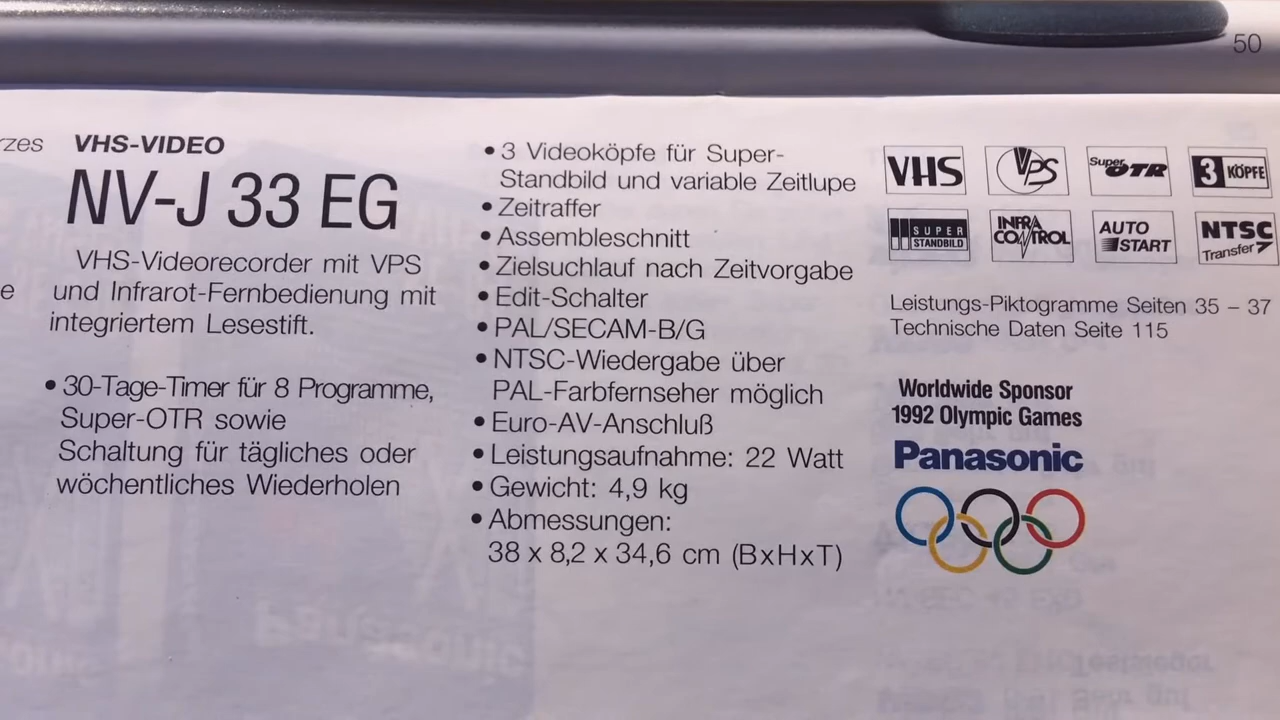 50
rzes
e
VHS-VIDEO
NV-J 33 EG
VHS-Videorecorder mit VPS
und Infrarot-Fernbedienung mit
integriertem Lesestift.
• 30-Tage-Timer für 8 Programme,
Super-OTR sowie
Schaltung für tägliches oder
wöchentliches Wiederholen
• 3 Videoköpfe für Super-
Standbild und variable Zeitlupe
• Zeitraffer
• Assembleschnitt
• Zielsuchlauf nach Zeitvorgabe
• Edit-Schalter
• PAL/SECAM-B/G
• NTSC-Wiedergabe über
PAL-Farbfernseher möglich
• Euro-AV-Anschluß
• Leistungsaufnahme: 22 Watt
• Gewicht: 4,9 kg
• Abmessungen:
38 x 8,2 x 34,6 cm (BxHxT)
VHS
VPS
Super OTR
3 KÖPFE
SUPER
STANDBILD
INFRA
CONTROL
AUTO
START
NTSC
Transfer
Leistungs-Piktogramme Seiten 35 – 37
Technische Daten Seite 115
Worldwide Sponsor
1992 Olympic Games
Panasonic